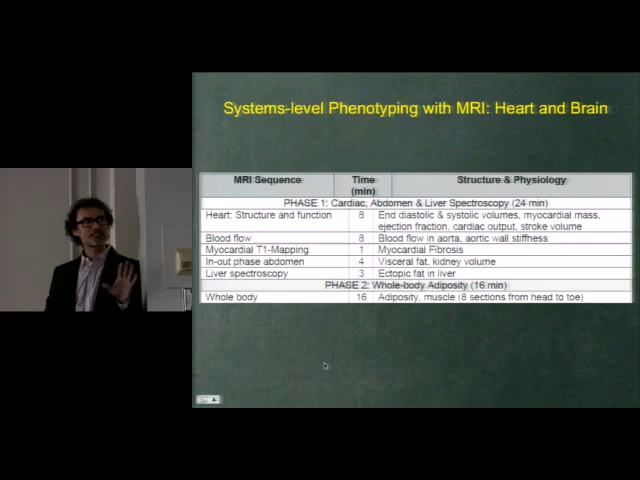 Systems-level Phenotyping with MRI: Heart and Brain
MRI Sequence Time (min) Structure & Physiology
PHASE 1: Cardiac, Abdomen & Liver Spectroscopy (24 min)
Heart: Structure and function 8 End diastolic & systolic volumes, myocardial mass,
ejection fraction, cardiac output, stroke volume
Blood flow 8 Blood flow in aorta, aortic wall stiffness
Myocardial T1-Mapping 1 Myocardial Fibrosis
In-out phase abdomen 4 Visceral fat, kidney volume
Liver spectroscopy 3 Ectopic fat in liver
PHASE 2: Whole-body Adiposity (16 min)
Whole body 16 Adiposity, muscle (8 sections from head to toe)